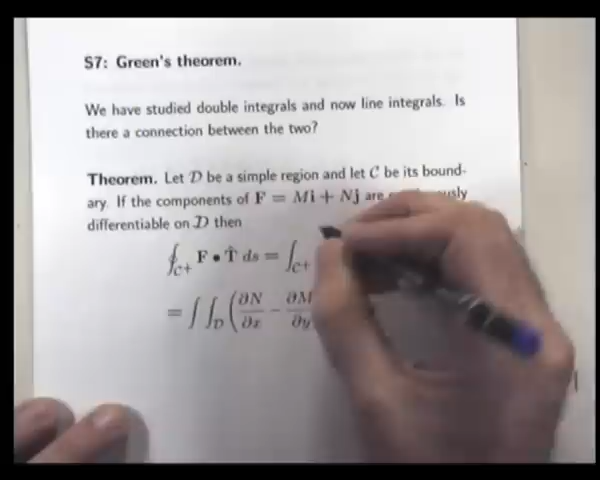 S7: Green's theorem.
We have studied double integrals and now line integrals. Is
there a connection between the two?
Theorem. Let D be a simple region and let C be its bound-
ary. If the components of F = Mi + Nj are
differentiable on D then
∮_{C+} F • T̂ ds = ∫_{C+}
= ∫∫_D (∂N/∂x − ∂M/∂y